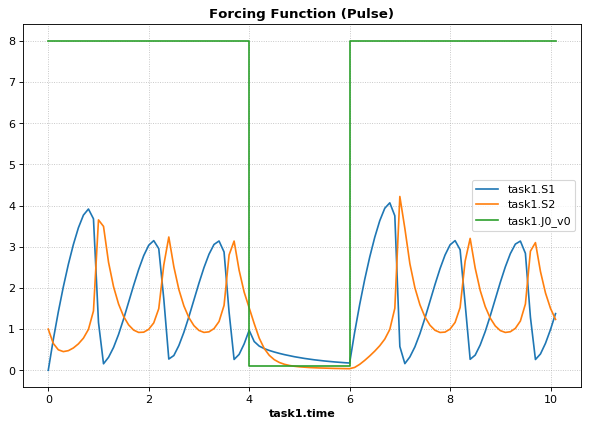 Forcing Function (Pulse)
8
7
6
5
4
3
2
1
0
task1.S1
task1.S2
task1.J0_v0
0 2 4 6 8 10
task1.time